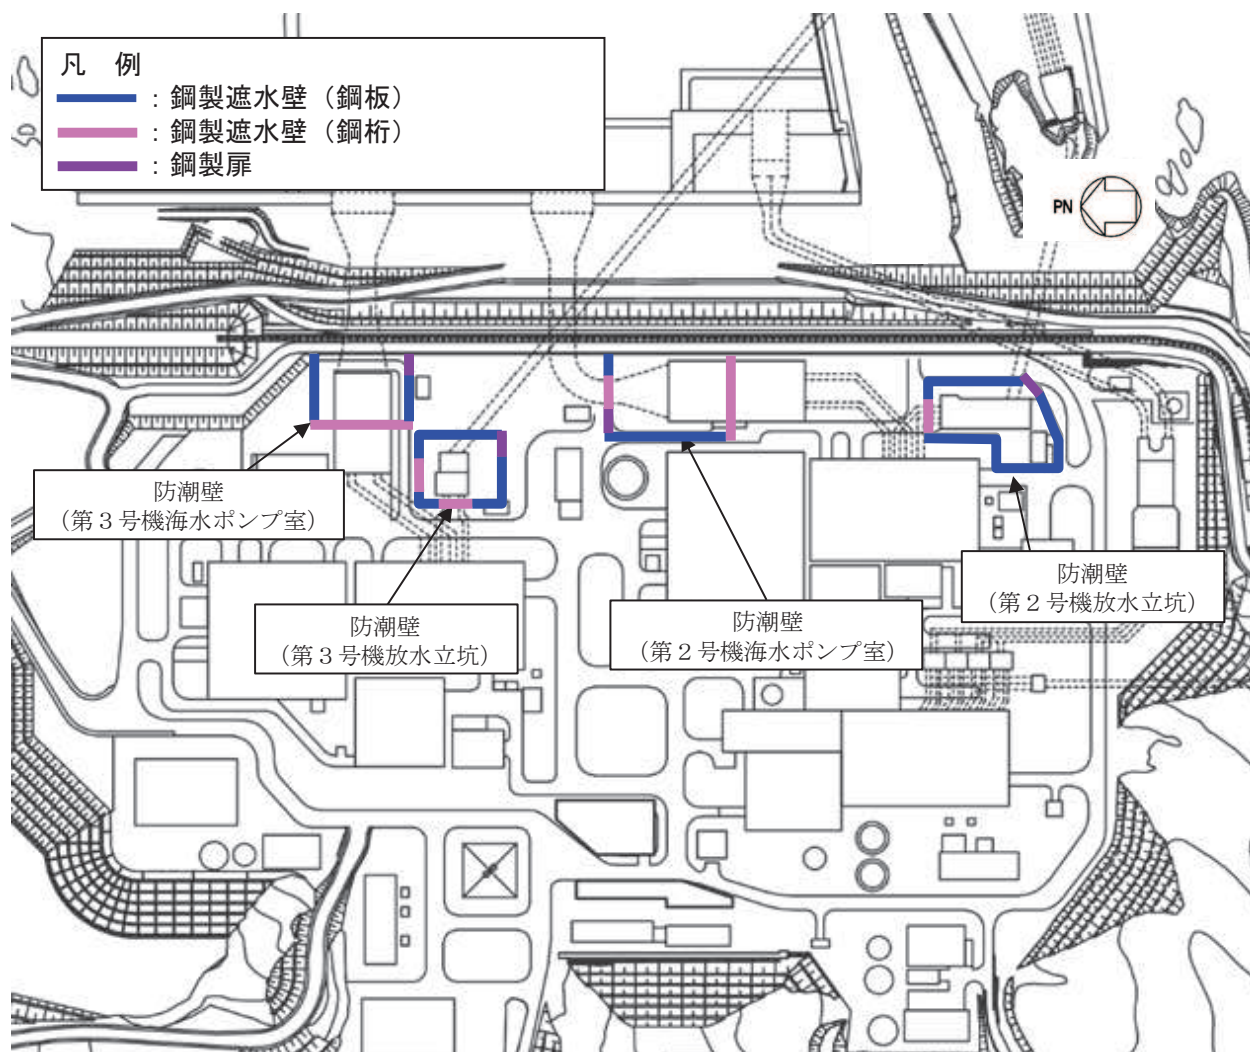 凡　例
：鋼製遮水壁（鋼板）
：鋼製遮水壁（鋼桁）
：鋼製扉
PN
防潮壁
（第３号機海水ポンプ室）
防潮壁
（第３号機放水立坑）
防潮壁
（第２号機海水ポンプ室）
防潮壁
（第２号機放水立坑）